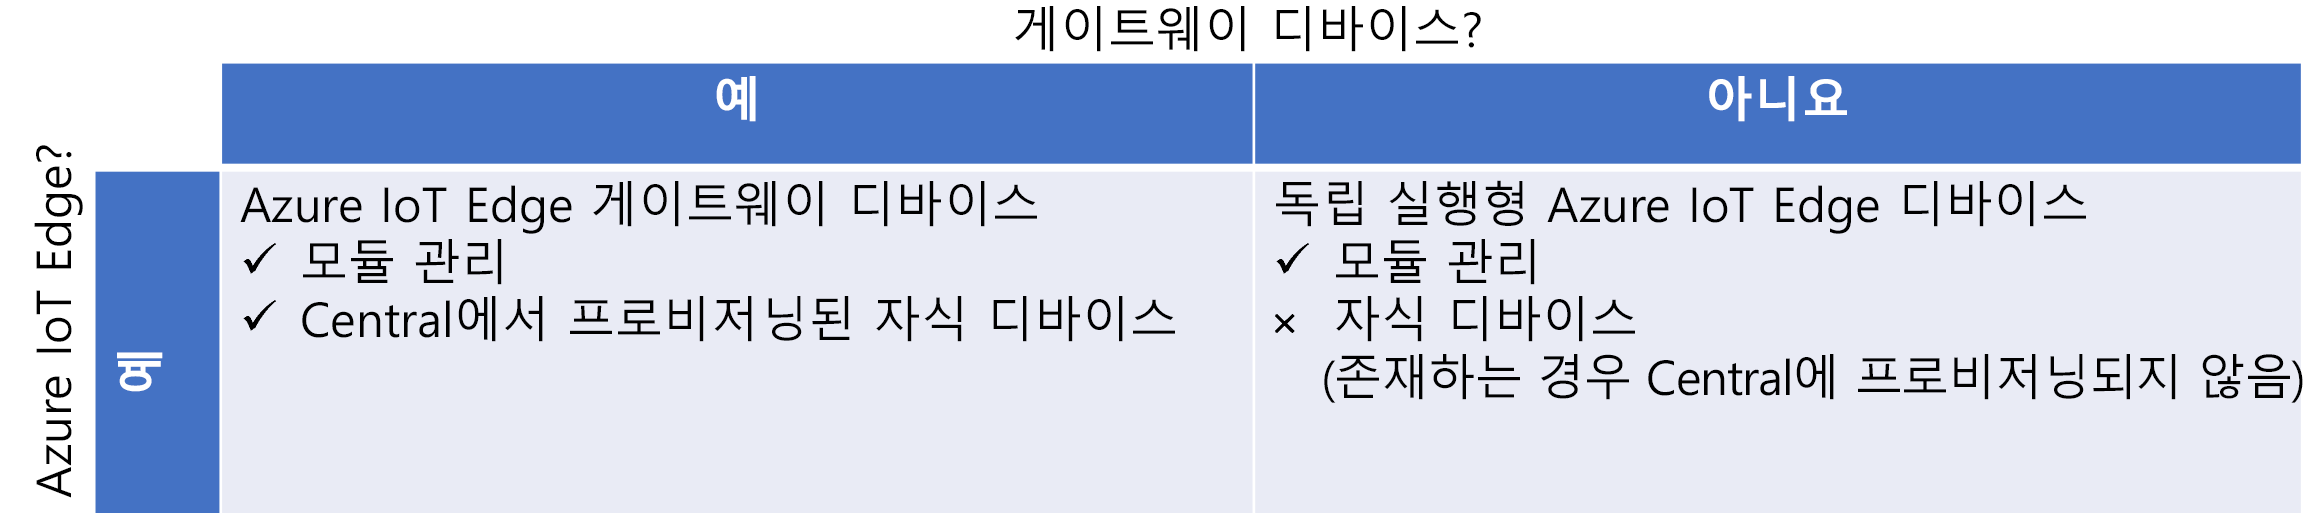 게이트웨이 디바이스?
예
아니요
Azure IoT Edge?
예
Azure IoT Edge 게이트웨이 디바이스
✓ 모듈 관리
✓ Central에서 프로비저닝된 자식 디바이스
독립 실행형 Azure IoT Edge 디바이스
✓ 모듈 관리
× 자식 디바이스
(존재하는 경우 Central에 프로비저닝되지 않음)